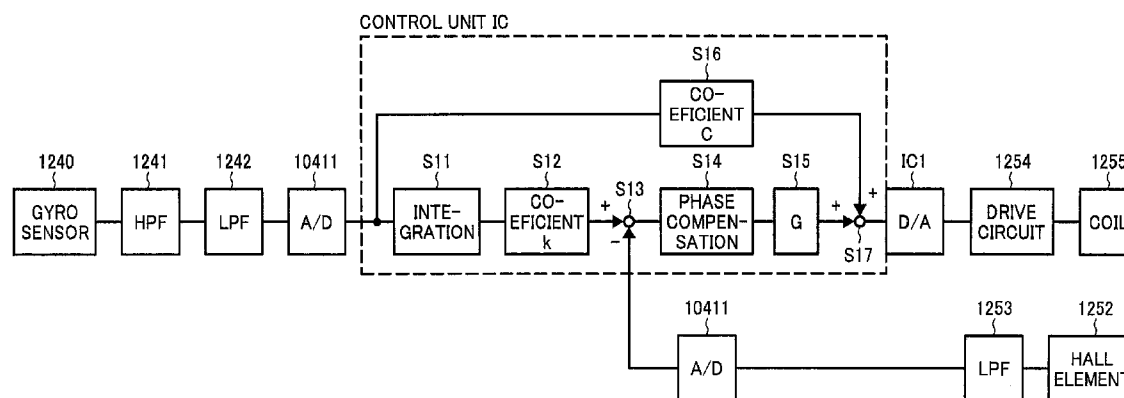 CONTROL UNIT IC
S16
CO-
EFICIENT
C
1240
1241
1242
10411
S11
S12
S13
S14
S15
IC1
1254
1255
GYRO
SENSOR
HPF
LPF
A/D
INTE-
GRATION
CO-
EFICIENT
k
+
−
PHASE
COMPEN-
SATION
G
+
+
S17
D/A
DRIVE
CIRCUIT
COIL
10411
1253
1252
A/D
LPF
HALL
ELEMENT